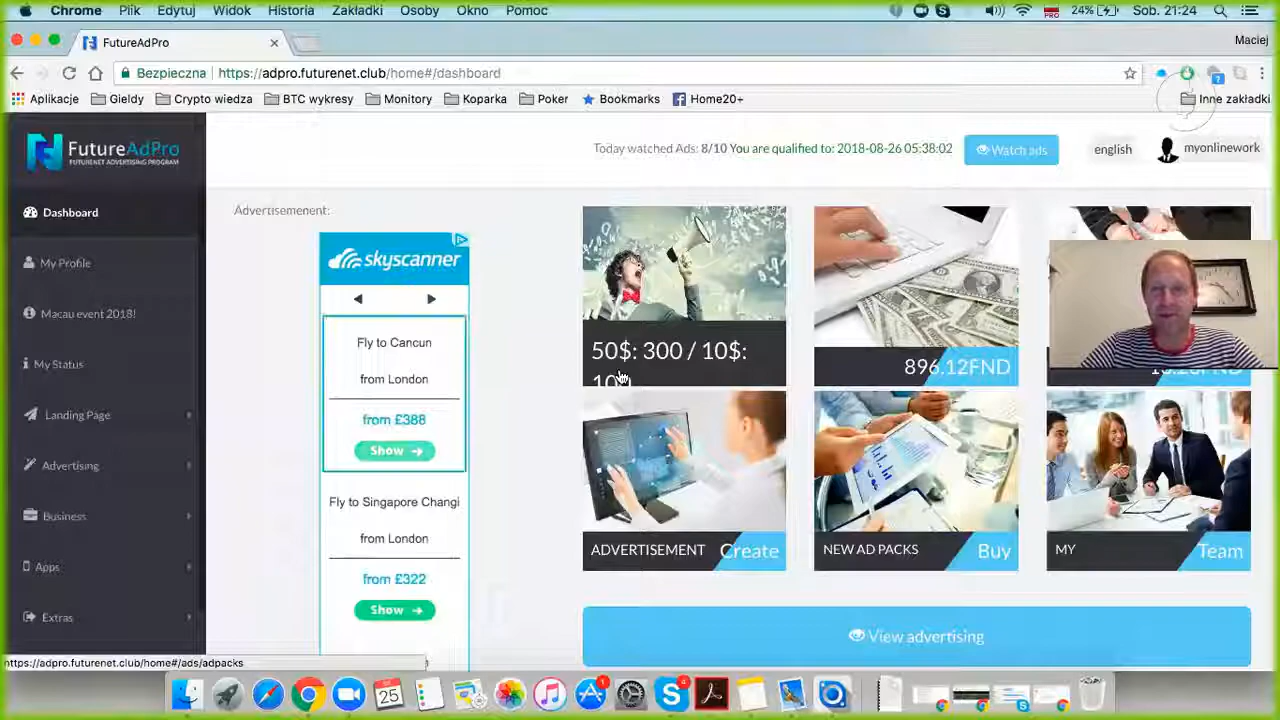 Chrome Plik Edytuj Widok Historia Zakładki Osoby Okno Pomoc
PRO 24% Sob. 21:24
FutureAdPro
Maciej
Bezpieczna https://adpro.futurenet.club/home#/dashboard
Aplikacje Giełdy Crypto wiedza BTC wykresy Monitory Koparka Poker Bookmarks Home20+ Inne zakładki
FutureAdPro
FUTURENET ADVERTISING PROGRAM
Today watched Ads: 8/10 You are qualified to: 2018-08-26 05:38:02
Watch ads
english
myonlinework
Dashboard
My Profile
Macau event 2018!
My Status
Landing Page
Advertising
Business
Apps
Extras
Advertisemenent:
skyscanner
Fly to Cancun
from London
from £388
Show
Fly to Singapore Changi
from London
from £322
Show
50$: 300 / 10$:
896.12FND
ADVERTISEMENT Create
NEW AD PACKS Buy
MY Team
View advertising
https://adpro.futurenet.club/home#/ads/adpacks
25
1
4